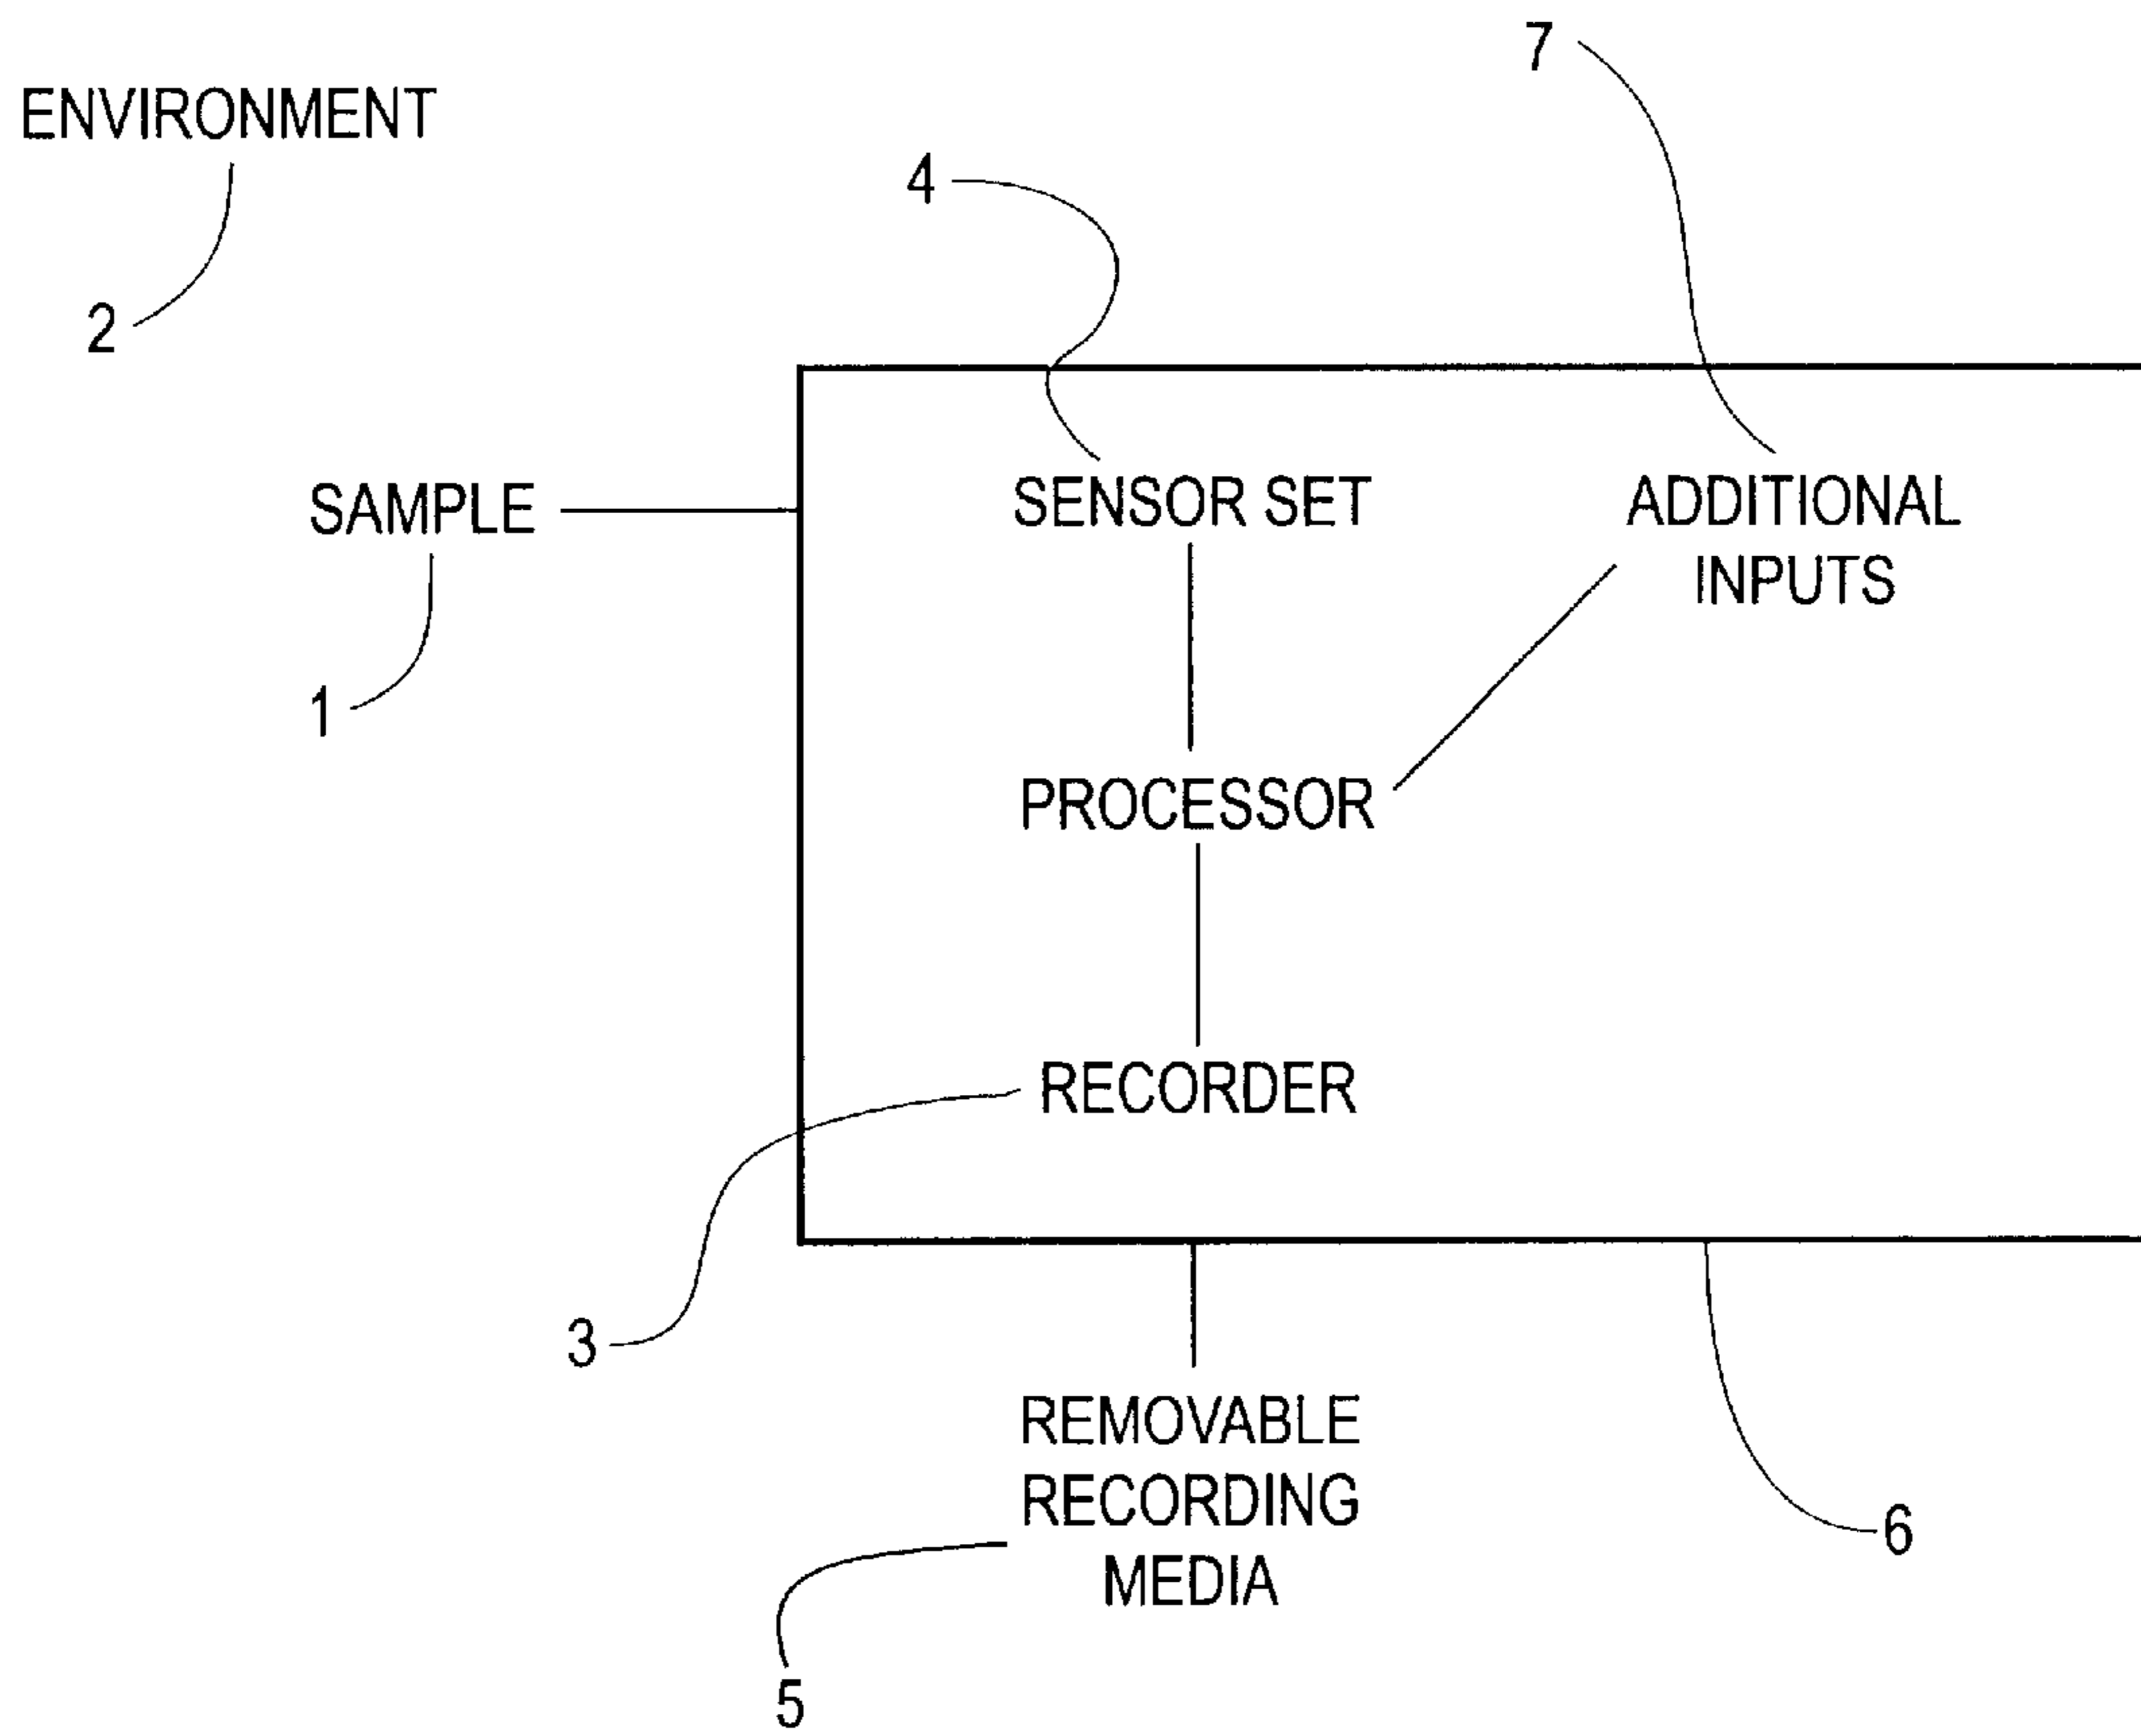 7
ENVIRONMENT
4
2
SAMPLE
SENSOR SET
ADDITIONAL
INPUTS
1
PROCESSOR
RECORDER
3
REMOVABLE
RECORDING
MEDIA
6
5